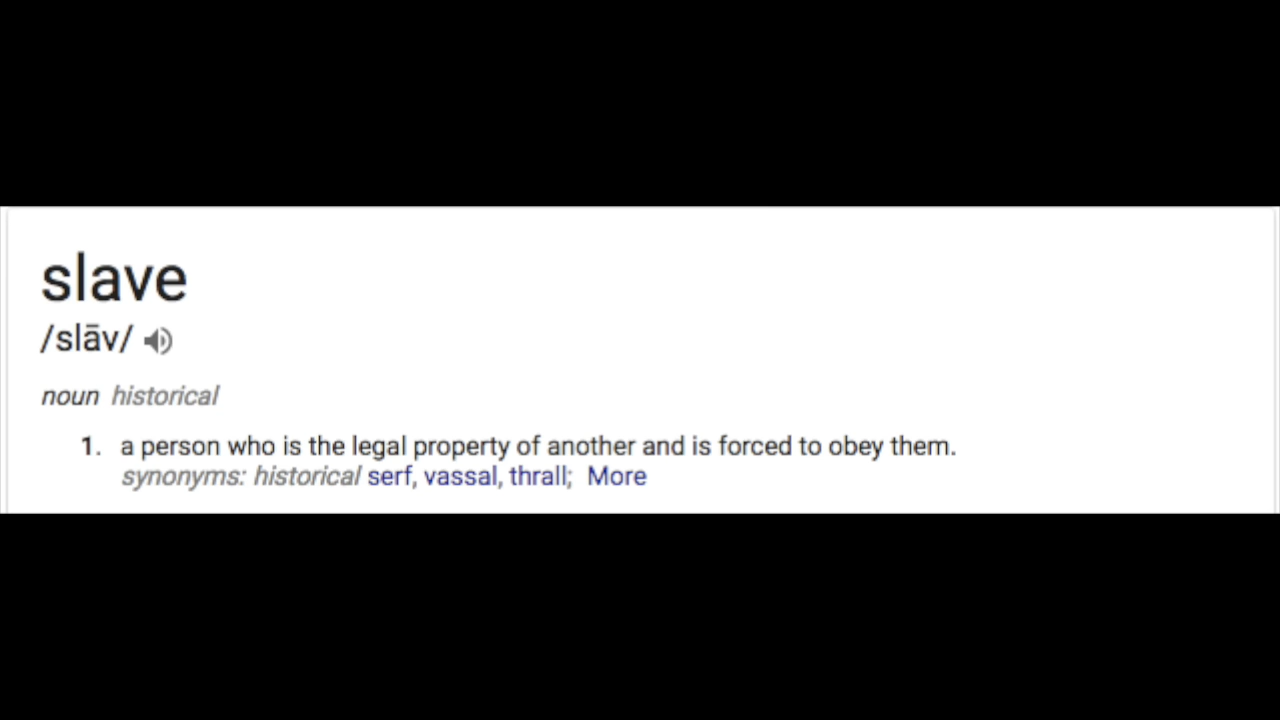 slave
/slāv/
noun historical
1. a person who is the legal property of another and is forced to obey them.
synonyms: historical serf, vassal, thrall; More